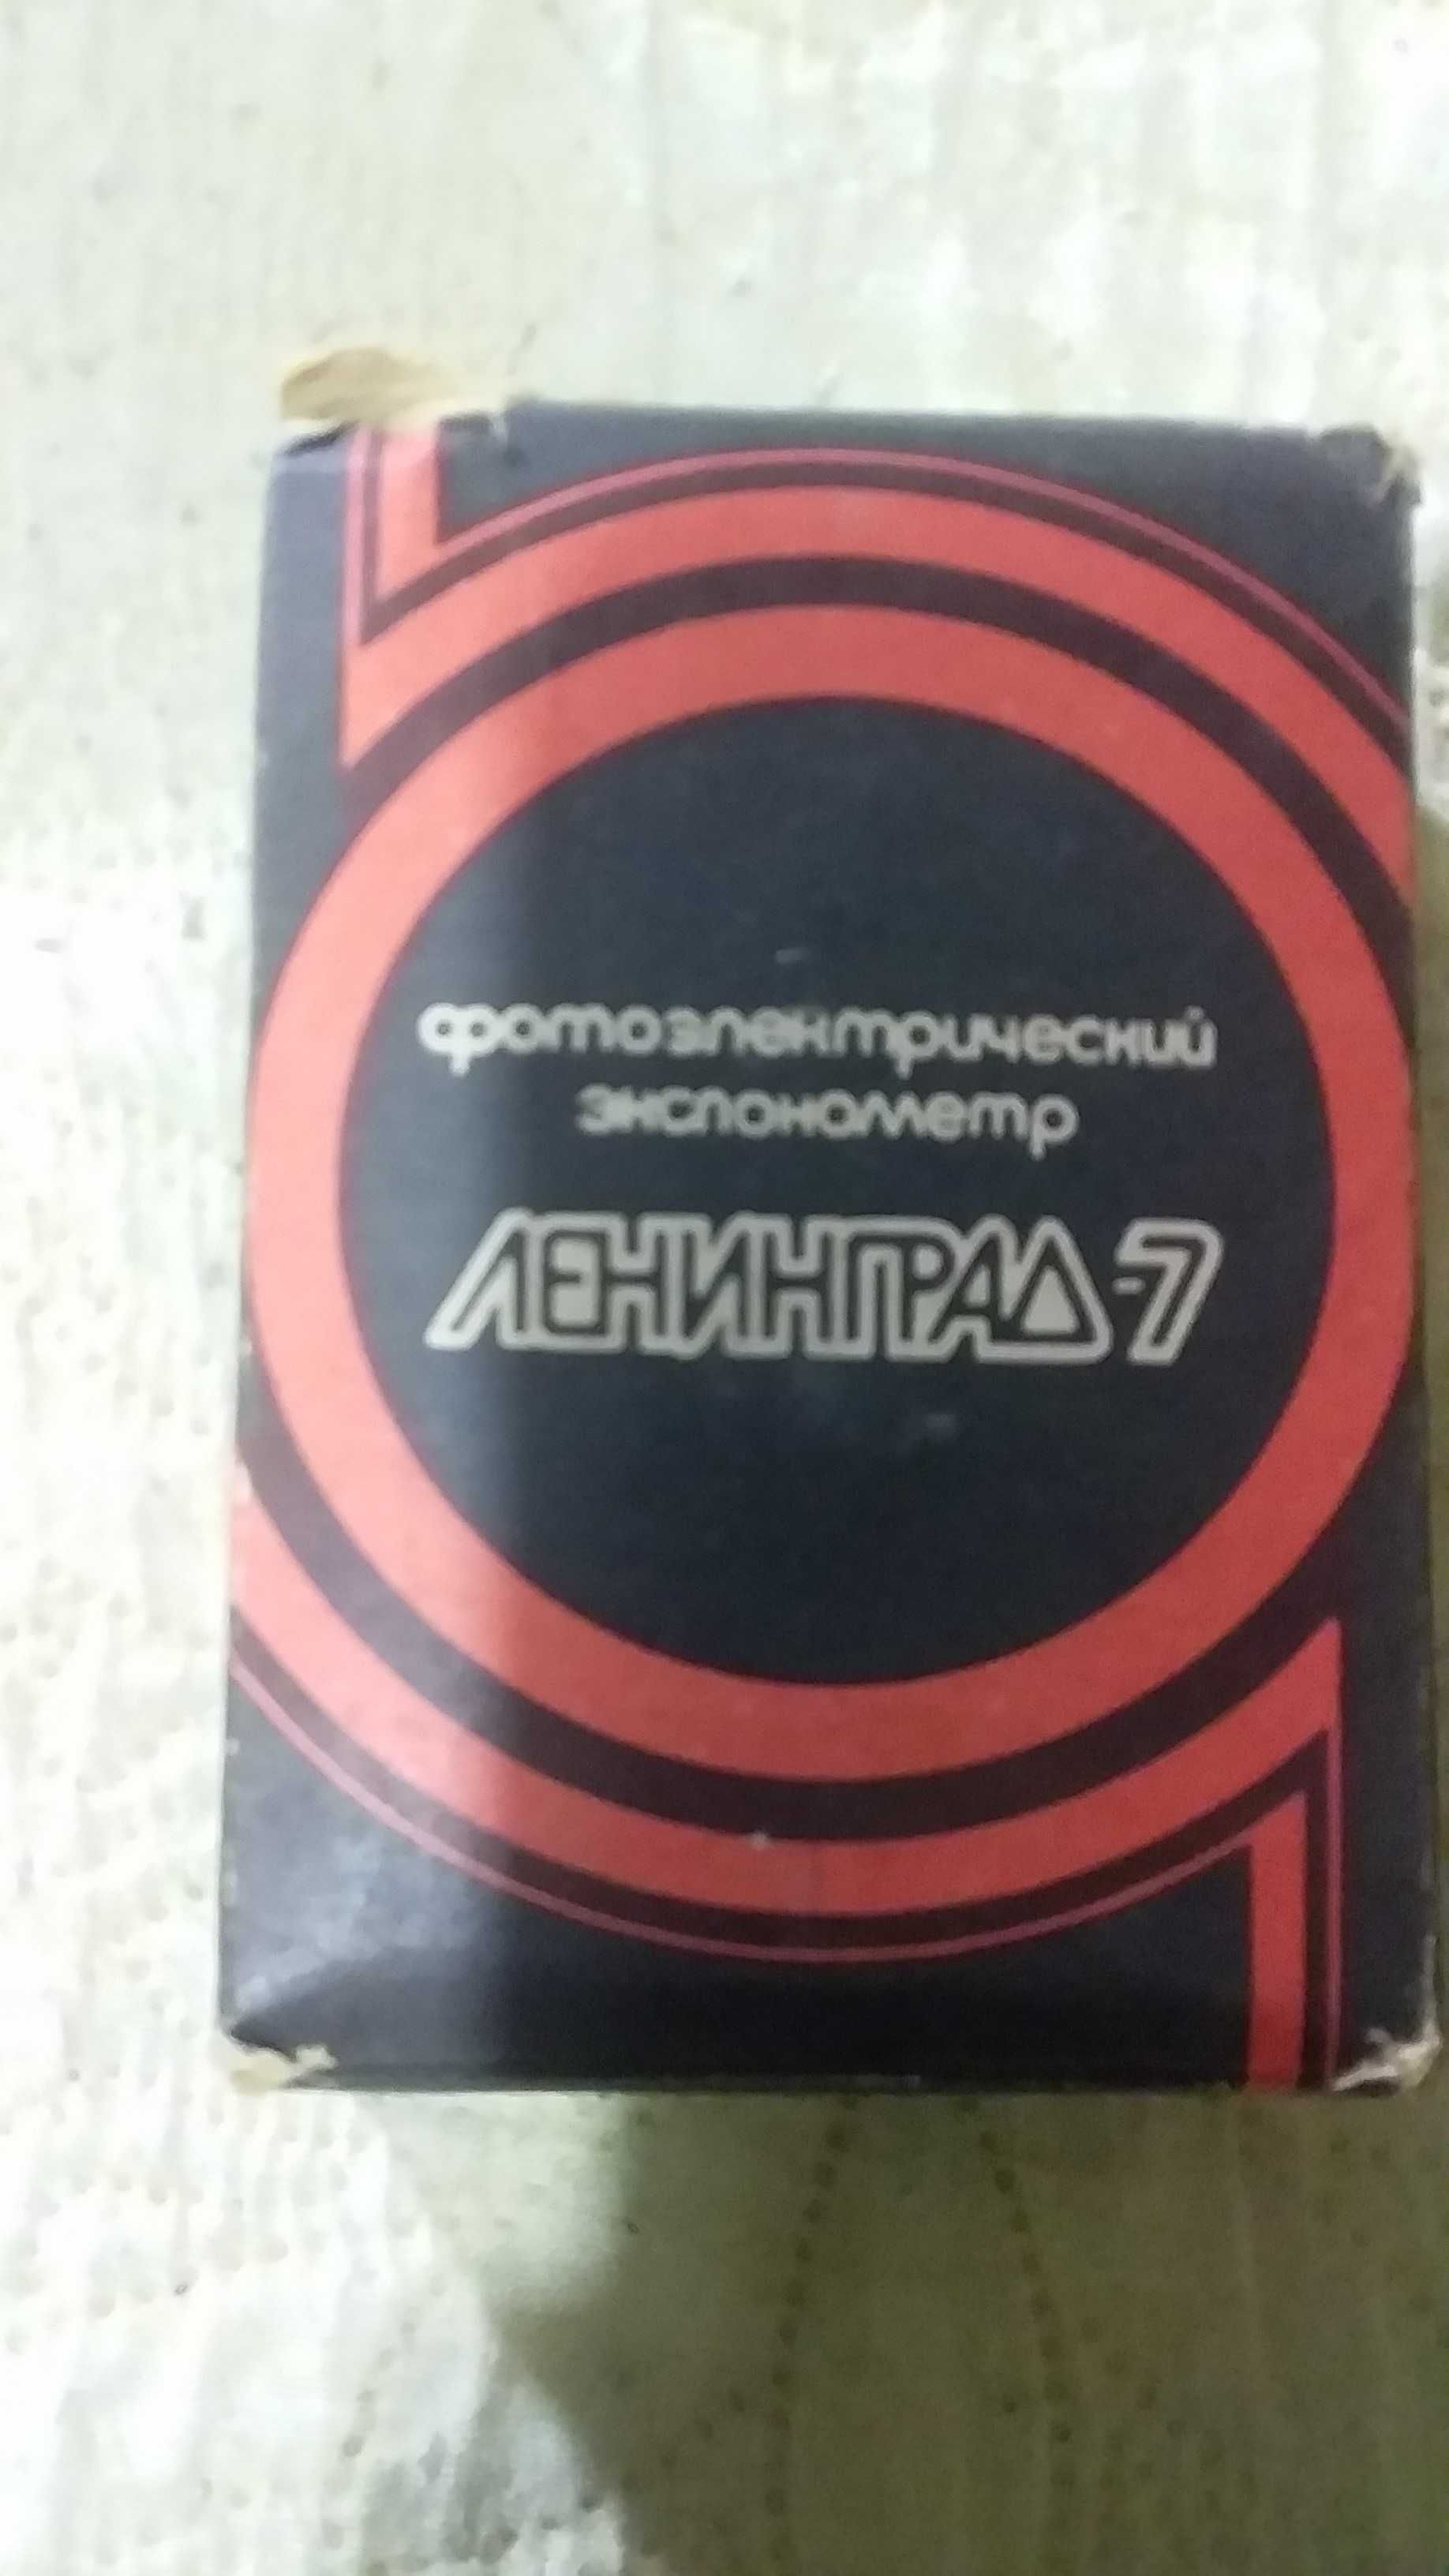 фотоэлектрический
экспонометр
ЛЕНИНГРАД-7